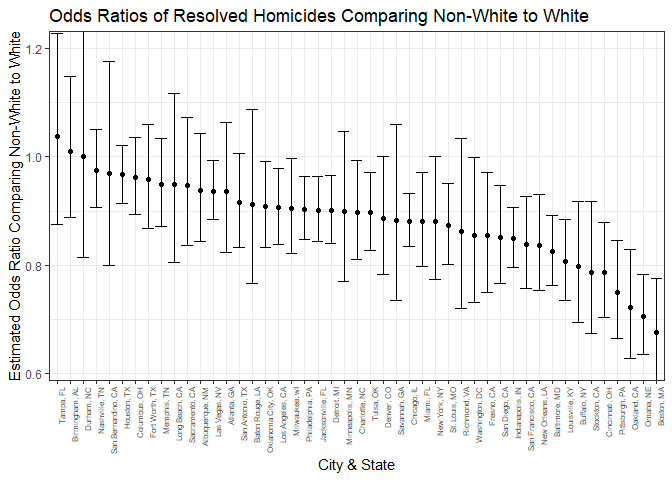 Odds Ratios of Resolved Homicides Comparing Non-White to White
Estimated Odds Ratio Comparing Non-White to White
1.2
1.0
0.8
0.6
Tampa, FL
Birmingham, AL
Durham, NC
Nashville, TN
San Bernardino, CA
Houston, TX
Columbus, OH
Fort Worth, TX
Memphis, TN
Long Beach, CA
Sacramento, CA
Albuquerque, NM
Las Vegas, NV
Atlanta, GA
San Antonio, TX
Baton Rouge, LA
Oklahoma City, OK
Los Angeles, CA
Milwaukee, wI
Philadelphia, PA
Jacksonville, FL
Detroit, MI
Minneapolis, MN
Charlotte, NC
Tulsa, OK
Denver, CO
Savannah, GA
Chicago, IL
Miami, FL
New York, NY
St. Louis, MO
Richmond, VA
Washington, DC
Fresno, CA
San Diego, CA
Indianapolis, IN
San Francisco, CA
New Orleans, LA
Baltimore, MD
Louisville, KY
Buffalo, NY
Stockton, CA
Cincinnati, OH
Pittsburgh, PA
Oakland, CA
Omaha, NE
Boston, MA
City & State